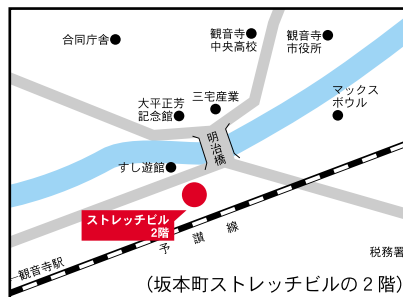 合同庁舎
観音寺
中央高校
観音寺
市役所
大平正芳
記念館
三宅産業
マックス
ボウル
明治橋
すし遊館
ストレッチビル
2階
予讃線
観音寺駅
税務署
（坂本町ストレッチビルの2階）